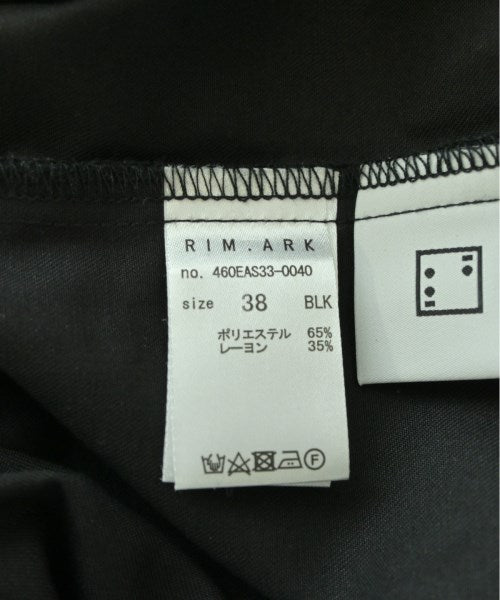 RIM.ARK
no. 460EAS33-0040
size 38 BLK
ポリエステル 65%
レーヨン 35%
F